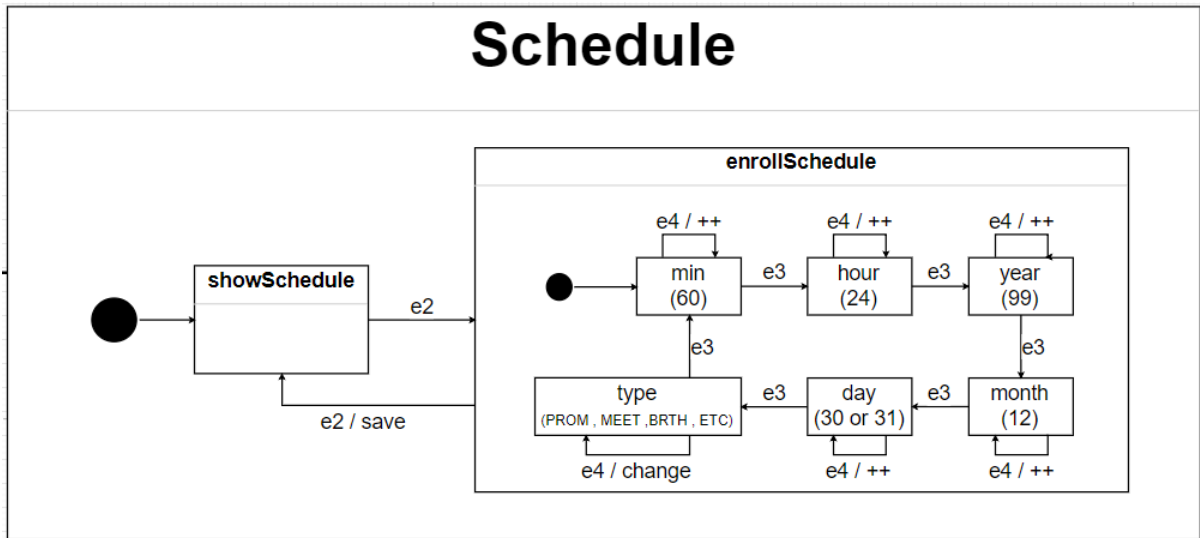 Schedule
enrollSchedule
e4 / ++
e4 / ++
e4 / ++
min
(60)
e3
hour
(24)
e3
year
(99)
showSchedule
e2
e3
e3
type
(PROM , MEET ,BRTH , ETC)
e3
day
(30 or 31)
e3
month
(12)
e2 / save
e4 / change
e4 / ++
e4 / ++